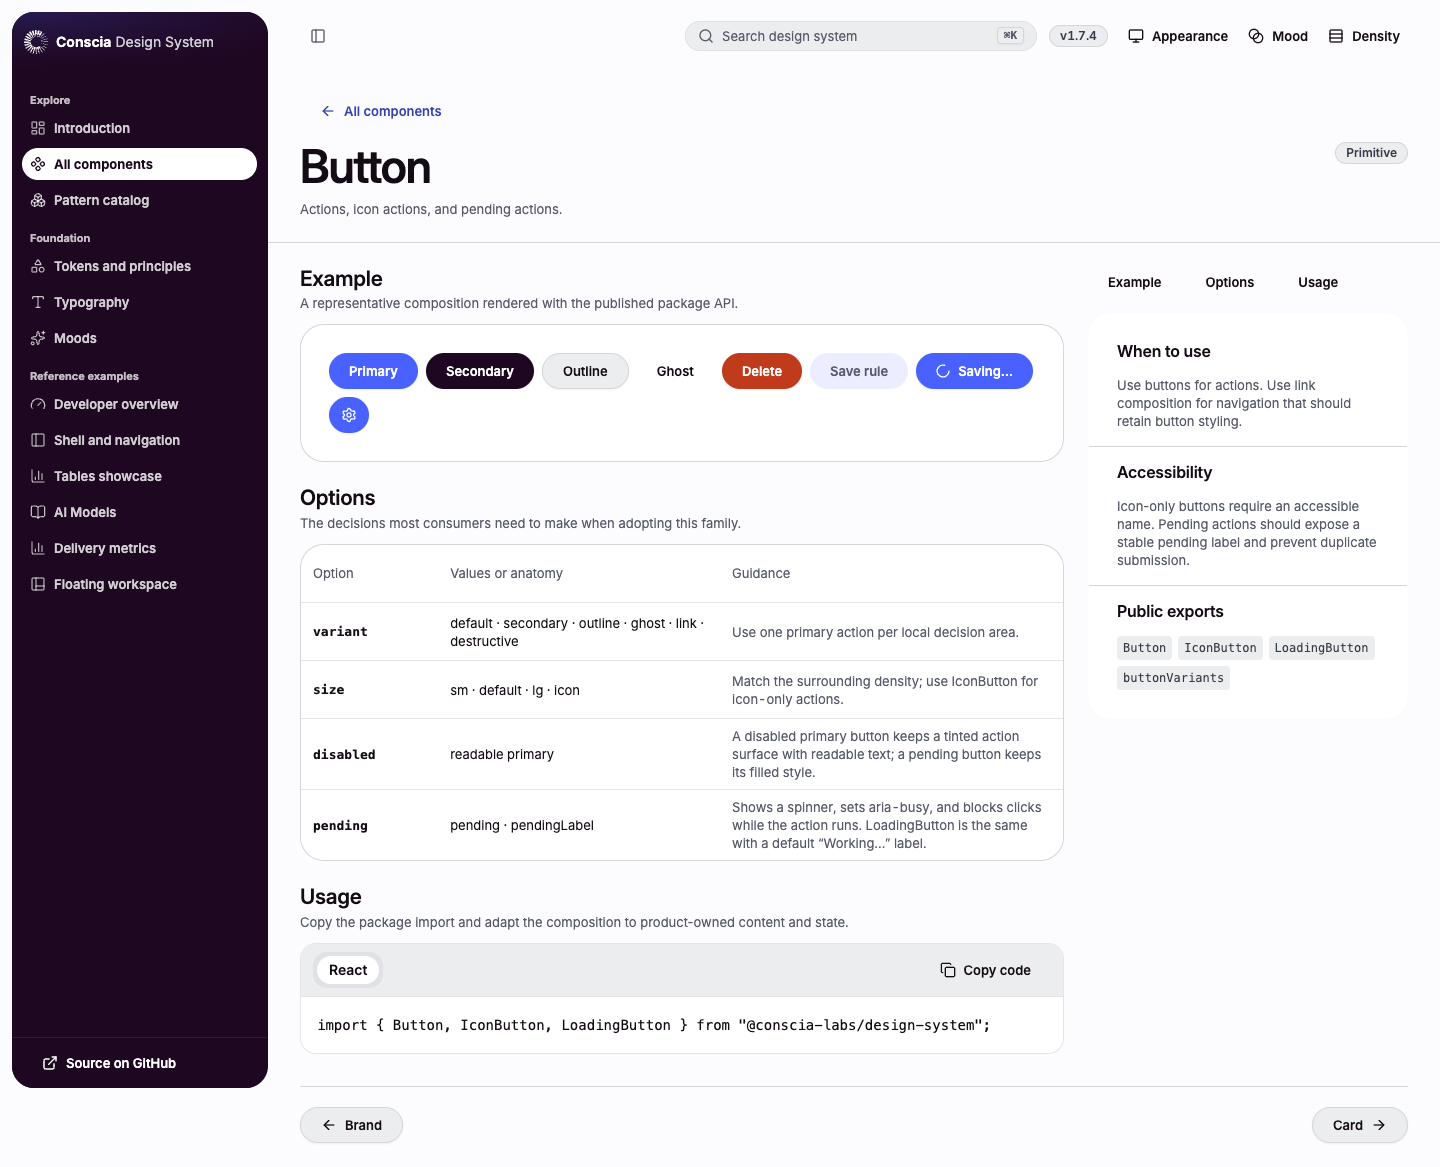 Conscia Design System
Search design system
⌘K
v1.7.4
Appearance
Mood
Density
Explore
Introduction
All components
Pattern catalog
Foundation
Tokens and principles
Typography
Moods
Reference examples
Developer overview
Shell and navigation
Tables showcase
AI Models
Delivery metrics
Floating workspace
Source on GitHub
All components
Button
Primitive
Actions, icon actions, and pending actions.
Example
A representative composition rendered with the published package API.
Primary
Secondary
Outline
Ghost
Delete
Save rule
Saving…
Options
The decisions most consumers need to make when adopting this family.
Option
Values or anatomy
Guidance
variant
default · secondary · outline · ghost · link ·
destructive
Use one primary action per local decision area.
size
sm · default · lg · icon
Match the surrounding density; use IconButton for
icon-only actions.
disabled
readable primary
A disabled primary button keeps a tinted action
surface with readable text; a pending button keeps
its filled style.
pending
pending · pendingLabel
Shows a spinner, sets aria-busy, and blocks clicks
while the action runs. LoadingButton is the same
with a default “Working…” label.
Usage
Copy the package import and adapt the composition to product-owned content and state.
React
Copy code
import { Button, IconButton, LoadingButton } from "@conscia-labs/design-system";
Example
Options
Usage
When to use
Use buttons for actions. Use link
composition for navigation that should
retain button styling.
Accessibility
Icon-only buttons require an accessible
name. Pending actions should expose a
stable pending label and prevent duplicate
submission.
Public exports
Button
IconButton
LoadingButton
buttonVariants
Brand
Card